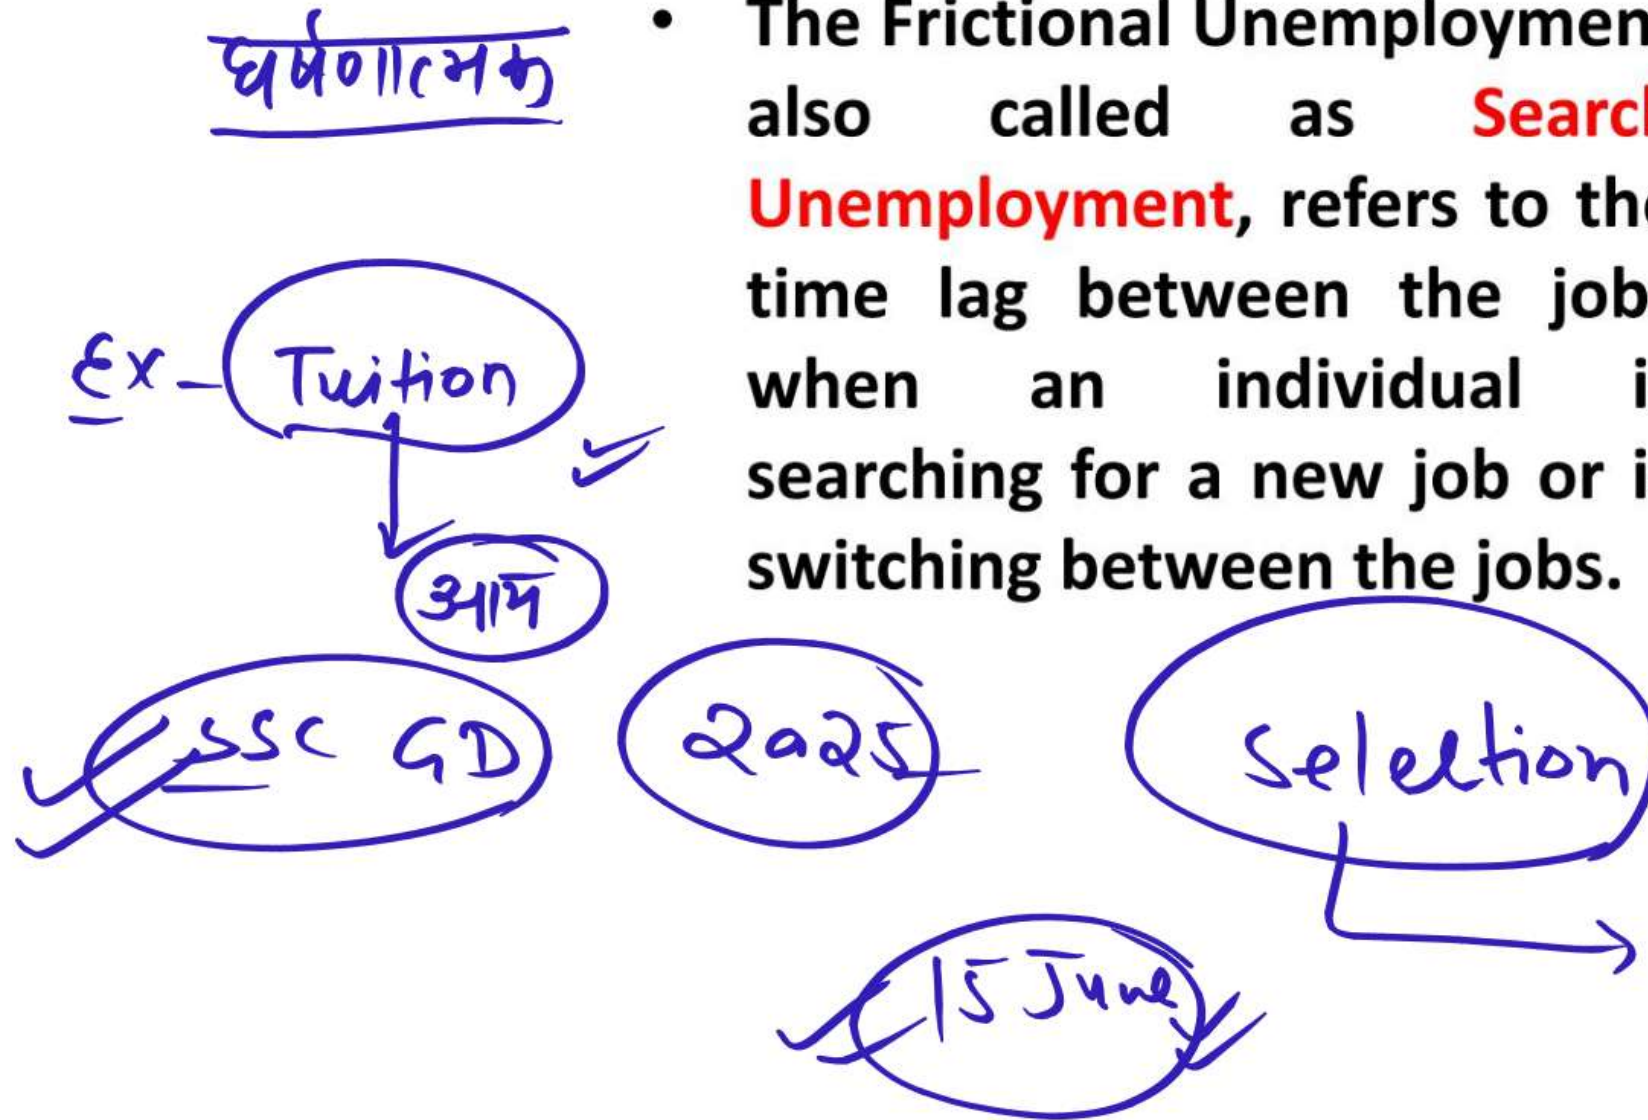 घर्षणात्मक
• The Frictional Unemploymen
also called as Search
Unemployment, refers to the
time lag between the job
when an individual i
searching for a new job or i
switching between the jobs.
Ex - Tuition
आय
SSC GD 2025 Selection
15 June